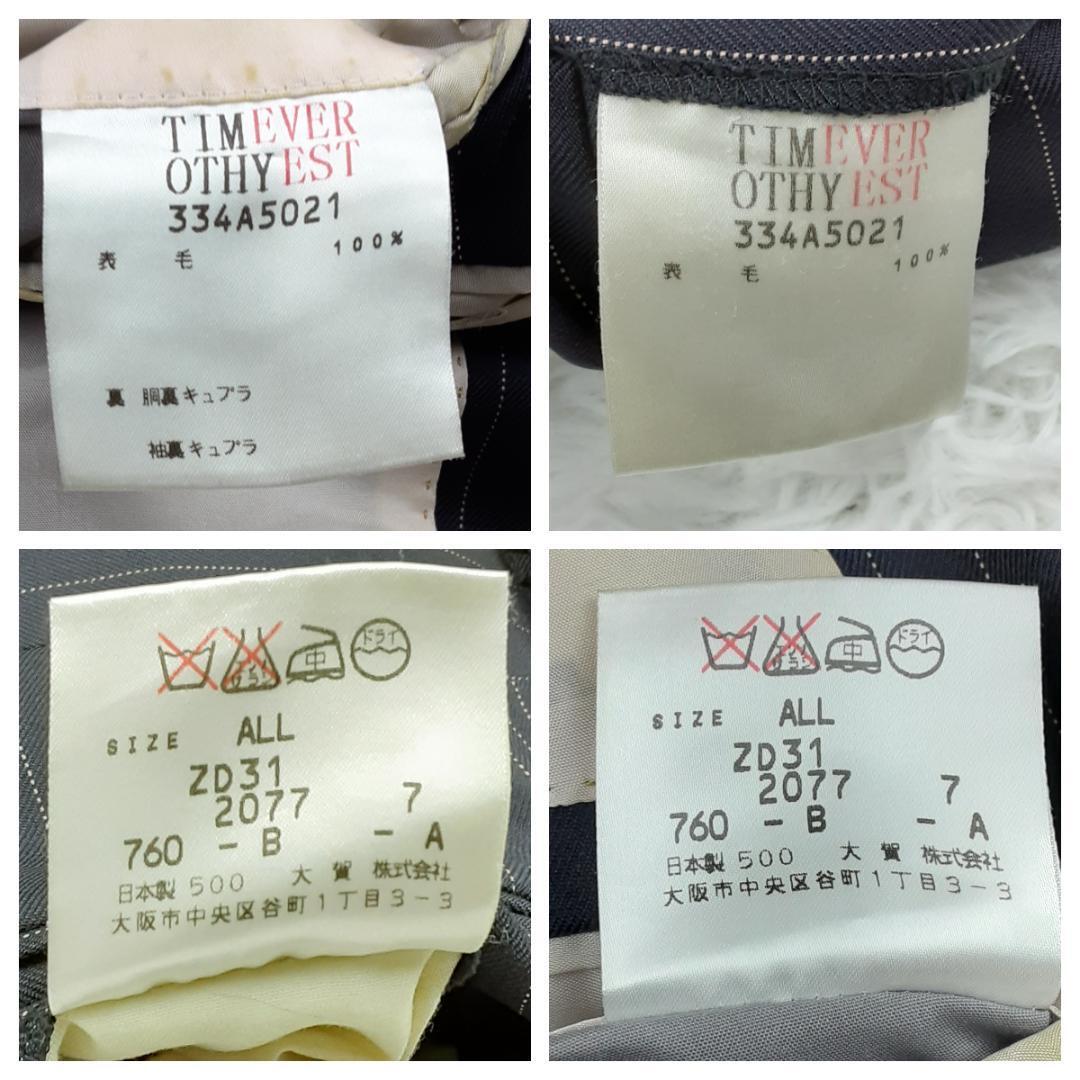 TIMEVER
OTHYEST
334A5021
表 毛 100%
裏 胴裏キュプラ
袖裏キュプラ
TIMEVER
OTHYEST
334A5021
表 毛 100%
中 ドライ
SIZE ALL
ZD31
2077 7
760 - B - A
日本製 500 大賀 株式会社
大阪市中央区谷町1丁目3-3
中 ドライ
SIZE ALL
ZD31
2077 7
760 - B - A
日本製 500 大賀 株式会社
大阪市中央区谷町1丁目3-3